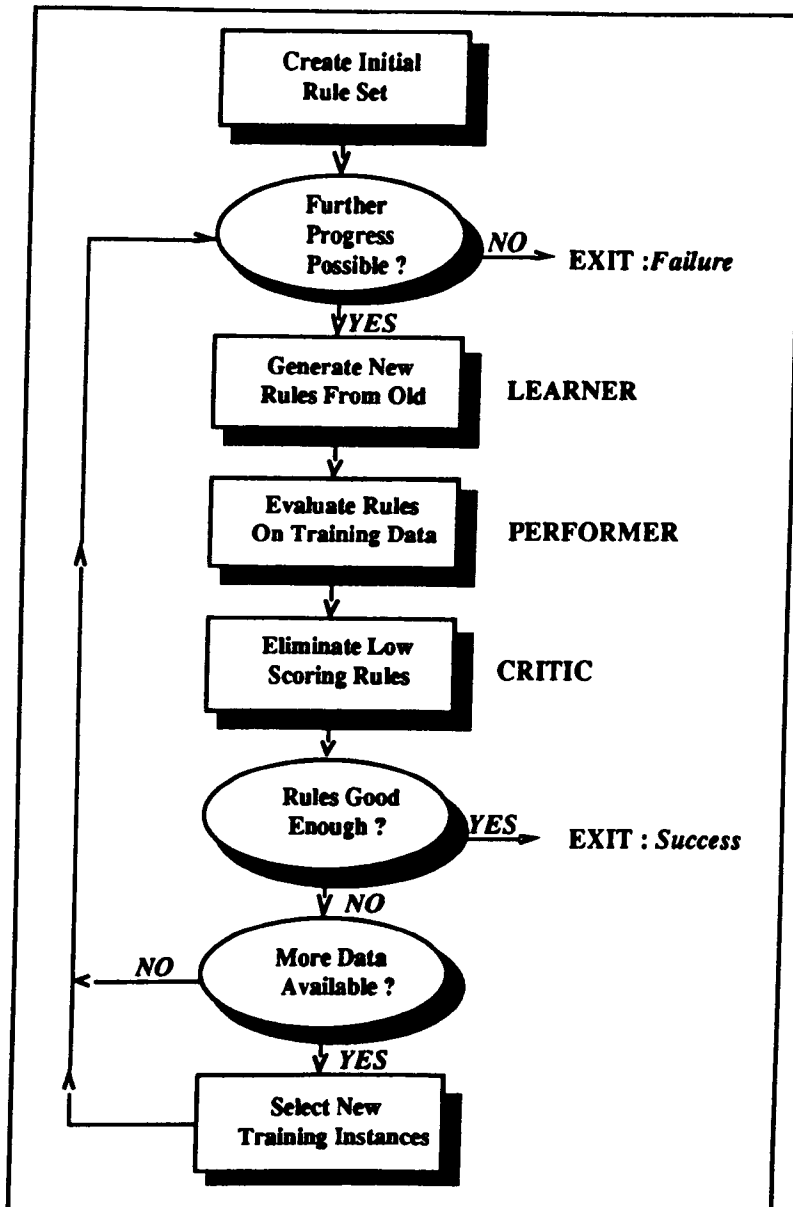 Create Initial
Rule Set
Further
Progress
Possible ?
NO
EXIT : Failure
YES
Generate New
Rules From Old
LEARNER
Evaluate Rules
On Training Data
PERFORMER
Eliminate Low
Scoring Rules
CRITIC
Rules Good
Enough ?
YES
EXIT : Success
NO
More Data
Available ?
NO
YES
Select New
Training Instances